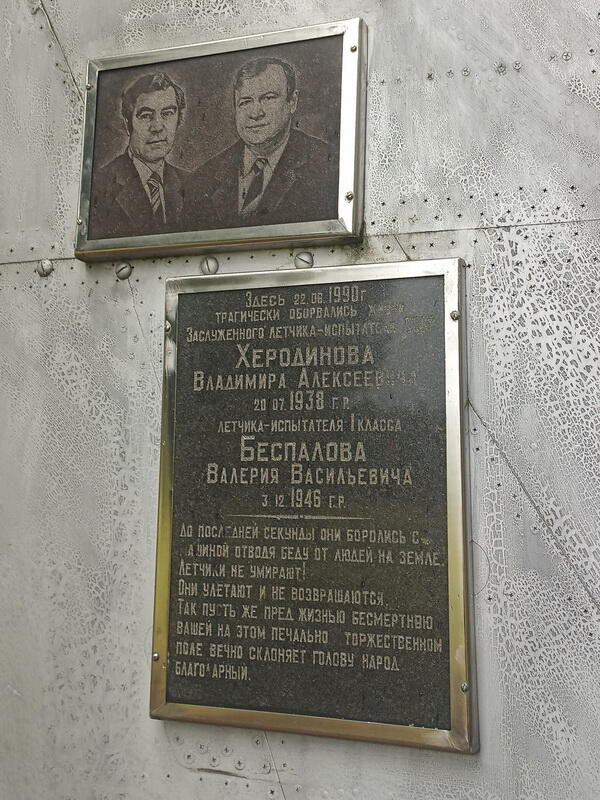 Здесь 22.06.1990г
трагически оборвались
Заслуженного летчика-испытателя
Херодинова
Владимира Алексеевича
20 07.1938 г.р.
летчика-испытателя I класса
Беспалова
Валерия Васильевича
3.12 1946 г.р.
до последней секунды они боролись с
отводя беду от людей на земле.
Летчики не умирают!
Они улетают и не возвращаются.
Так пусть же пред жизнью бесмертнвю
вашей на этом печально торжественном
поле вечно склоняет голову народ
благодарный.